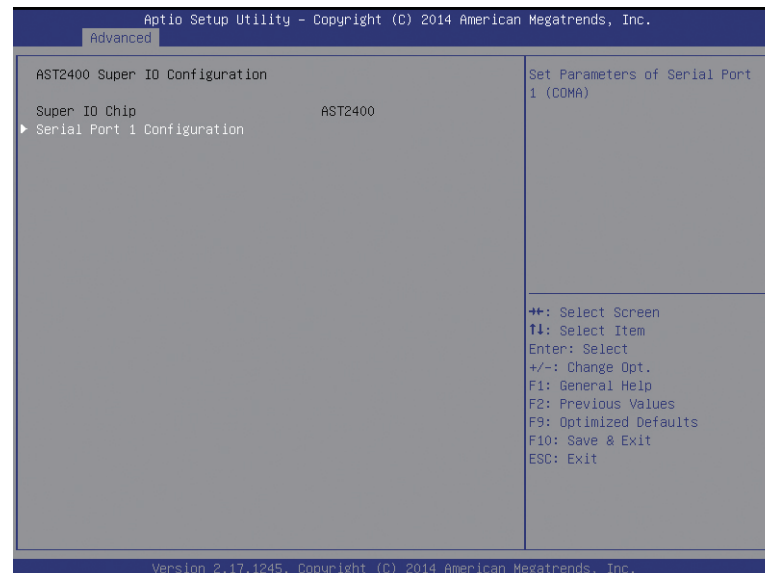 Aptio Setup Utility – Copyright (C) 2014 American Megatrends, Inc.
Advanced
AST2400 Super IO Configuration
Super IO Chip AST2400
Serial Port 1 Configuration
Set Parameters of Serial Port
1 (COMA)
→←: Select Screen
↑↓: Select Item
Enter: Select
+/-: Change Opt.
F1: General Help
F2: Previous Values
F9: Optimized Defaults
F10: Save & Exit
ESC: Exit
Version 2.17.1245. Copyright (C) 2014 American Megatrends, Inc.